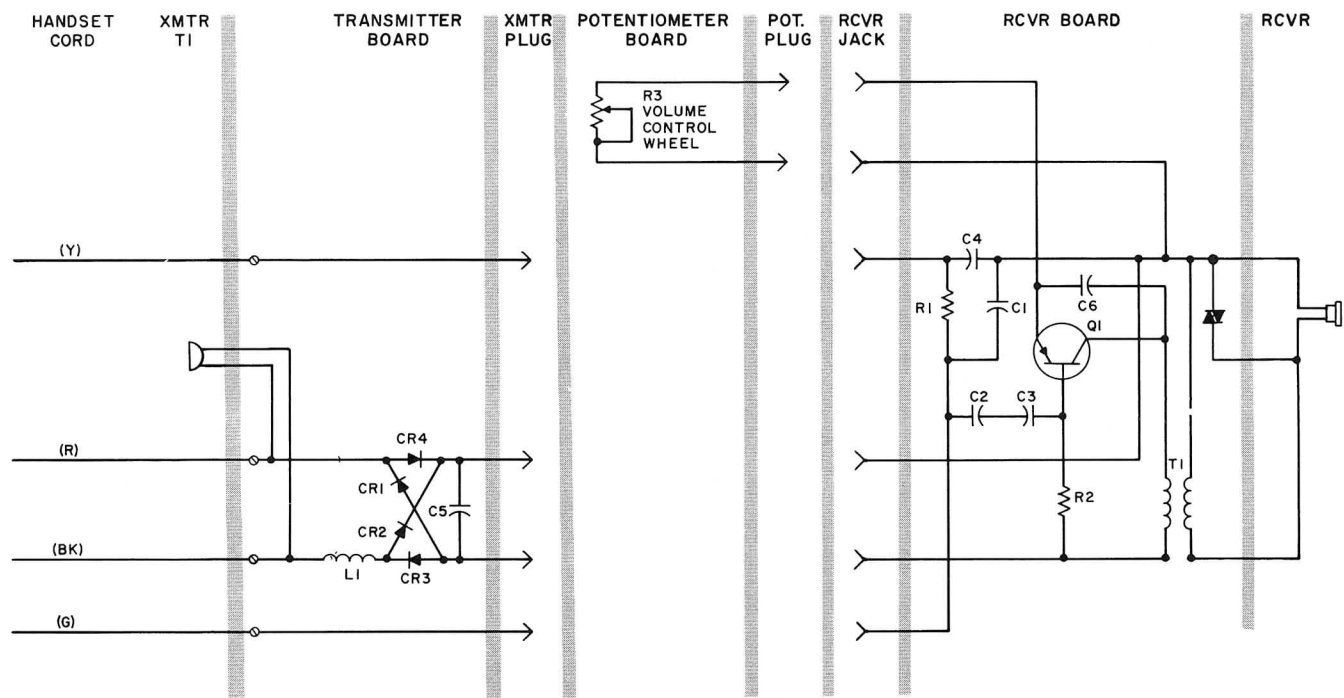 HANDSET CORD
XMTR T1
TRANSMITTER BOARD
XMTR PLUG
POTENTIOMETER BOARD
POT. PLUG
RCVR JACK
RCVR BOARD
RCVR
R3
VOLUME
CONTROL
WHEEL
(Y)
C4
R1
C1
C6
Q1
C2
C3
(R)
CR4
CR1
C5
CR2
T1
R2
(BK)
L1
CR3
(G)